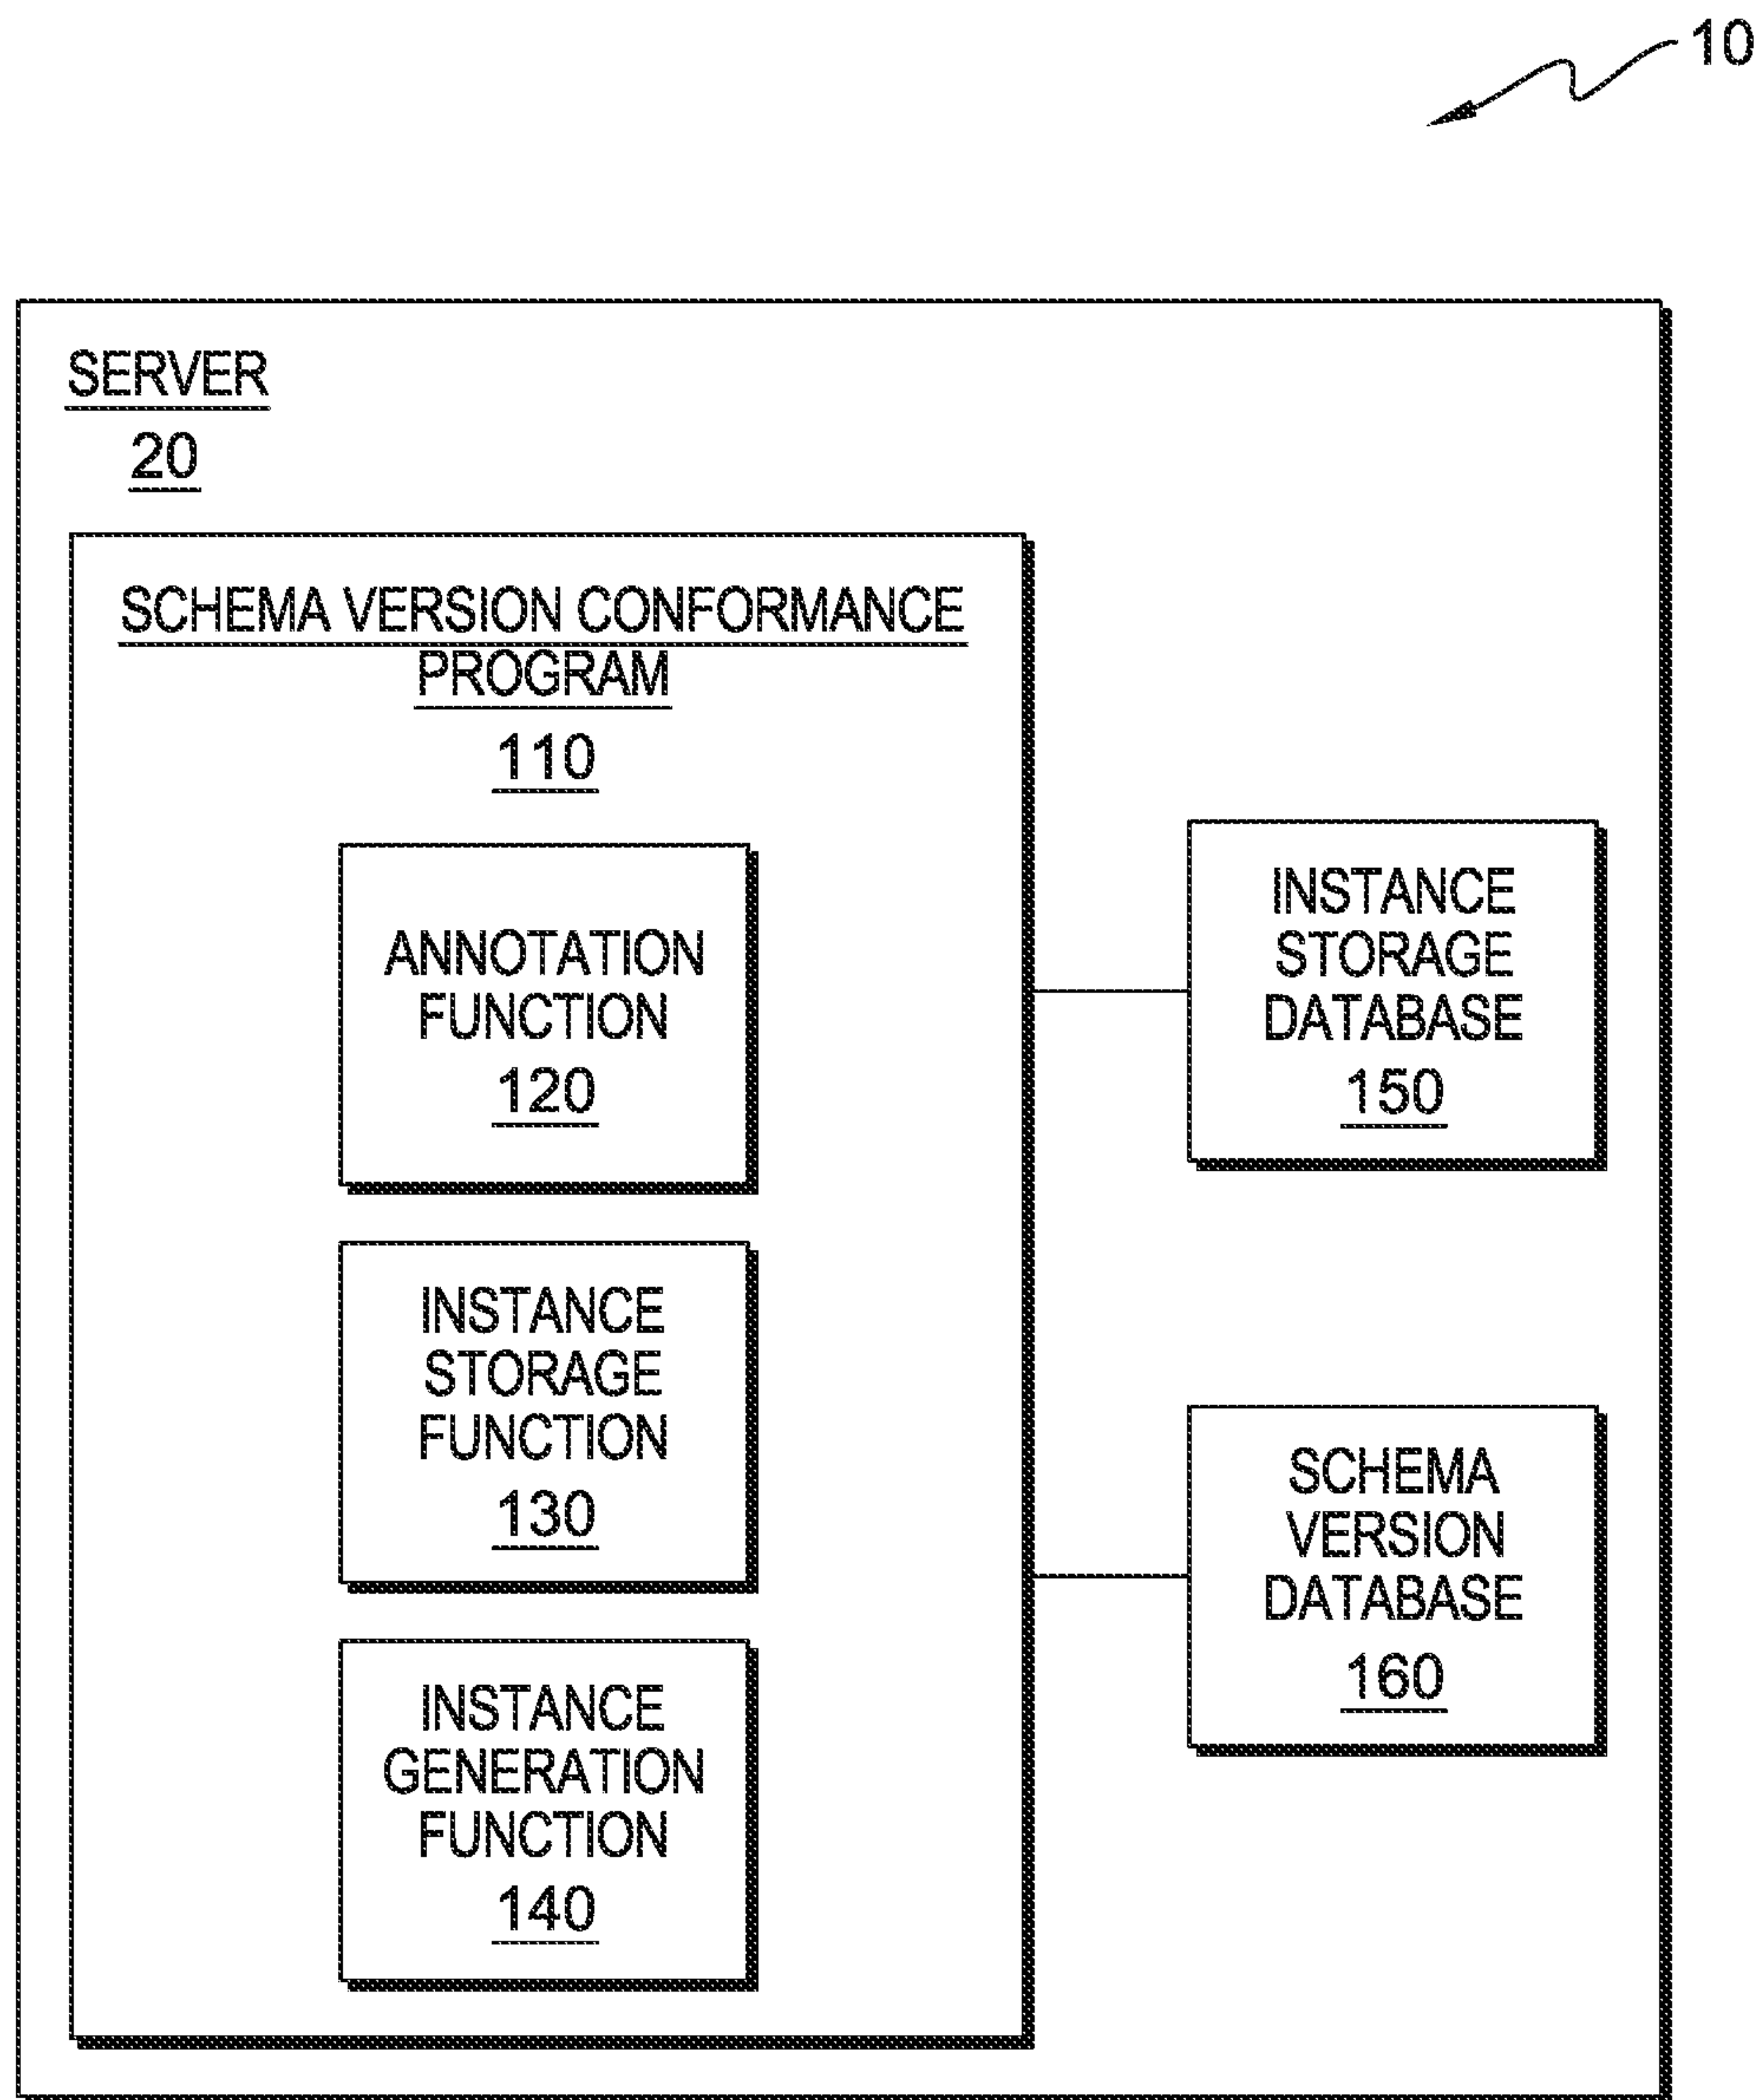 10
SERVER
20
SCHEMA VERSION CONFORMANCE
PROGRAM
110
ANNOTATION
FUNCTION
120
INSTANCE
STORAGE
FUNCTION
130
INSTANCE
GENERATION
FUNCTION
140
INSTANCE
STORAGE
DATABASE
150
SCHEMA
VERSION
DATABASE
160